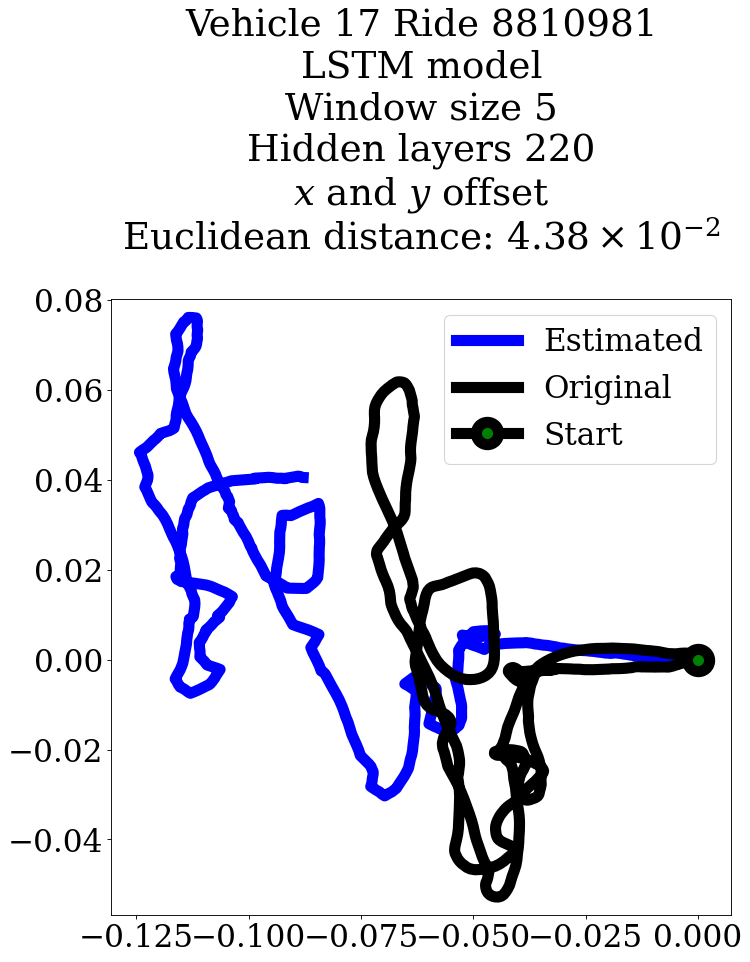 Vehicle 17 Ride 8810981
LSTM model
Window size 5
Hidden layers 220
x and y offset
Euclidean distance: 4.38 × 10⁻²
Estimated
Original
Start
0.08
0.06
0.04
0.02
0.00
−0.02
−0.04
−0.125 −0.100 −0.075 −0.050 −0.025 0.000